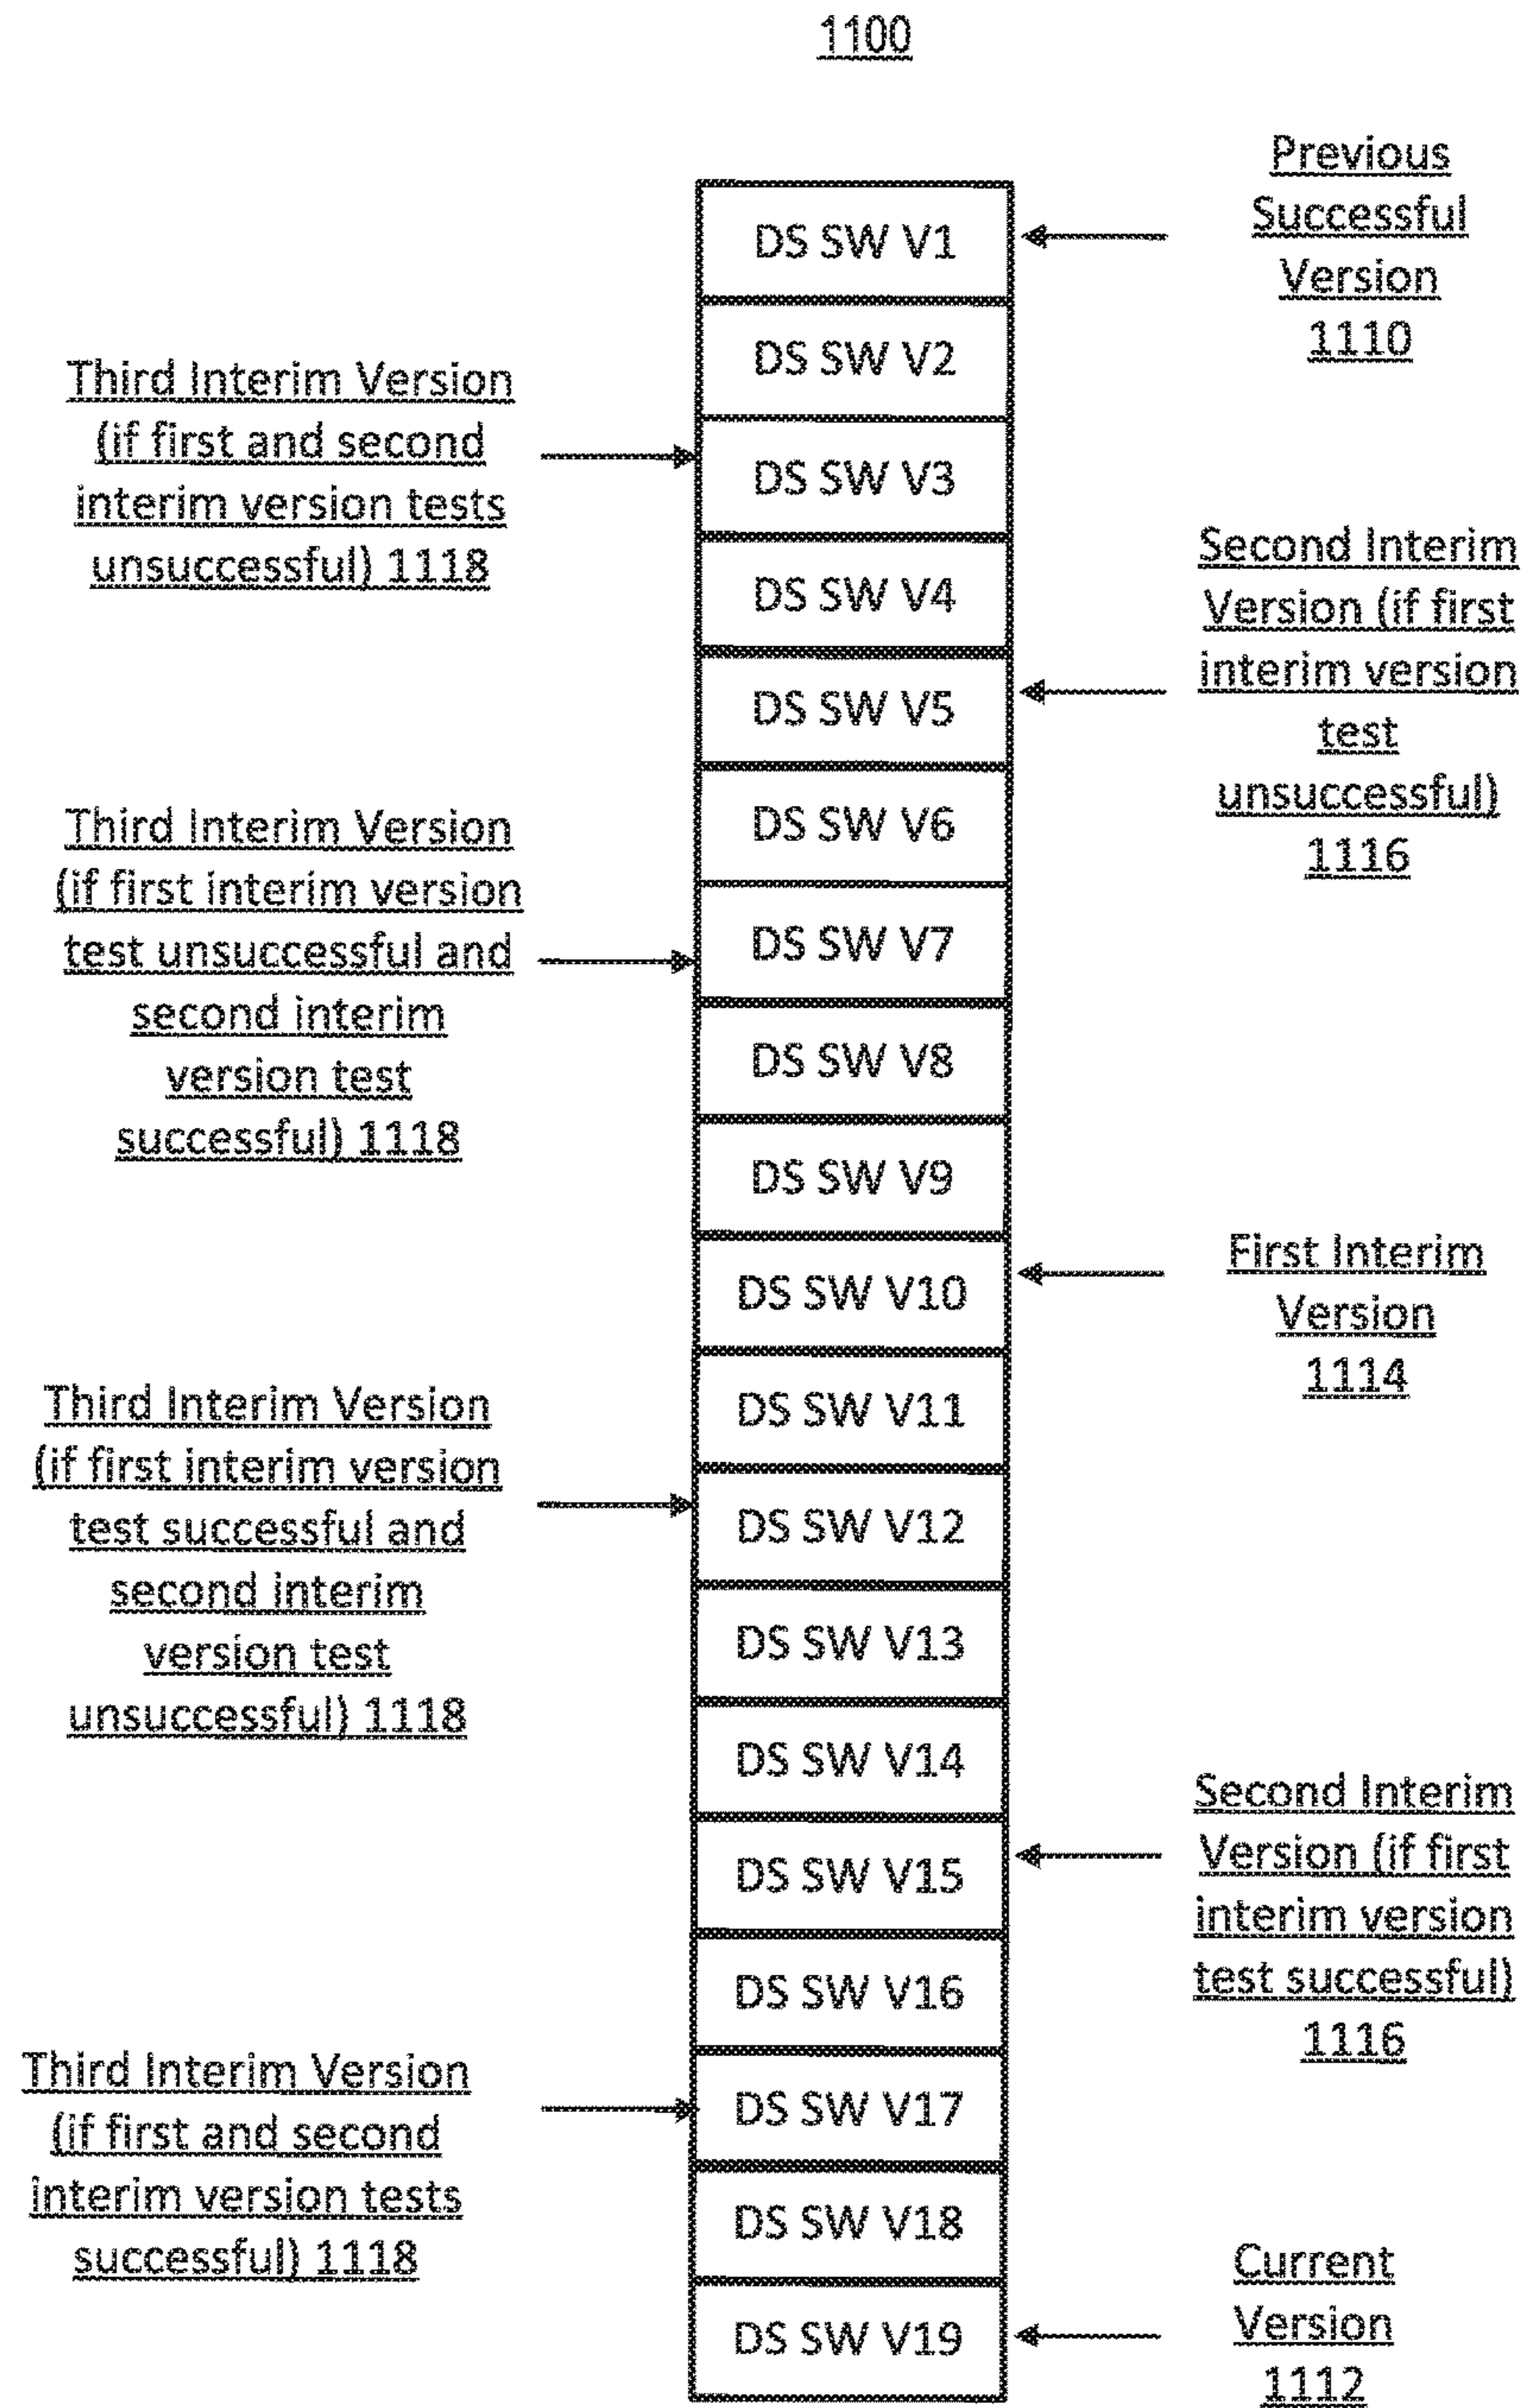 1100
Previous
Successful
Version
1110
DS SW V1
DS SW V2
Third Interim Version
(if first and second
interim version tests
unsuccessful) 1118
DS SW V3
DS SW V4
Second Interim
Version (if first
interim version
test
unsuccessful)
1116
DS SW V5
DS SW V6
Third Interim Version
(if first interim version
test unsuccessful and
second interim
version test
successful) 1118
DS SW V7
DS SW V8
DS SW V9
First Interim
Version
1114
DS SW V10
DS SW V11
Third Interim Version
(if first interim version
test successful and
second interim
version test
unsuccessful) 1118
DS SW V12
DS SW V13
DS SW V14
Second Interim
Version (if first
interim version
test successful)
1116
DS SW V15
DS SW V16
Third Interim Version
(if first and second
interim version tests
successful) 1118
DS SW V17
DS SW V18
Current
Version
1112
DS SW V19